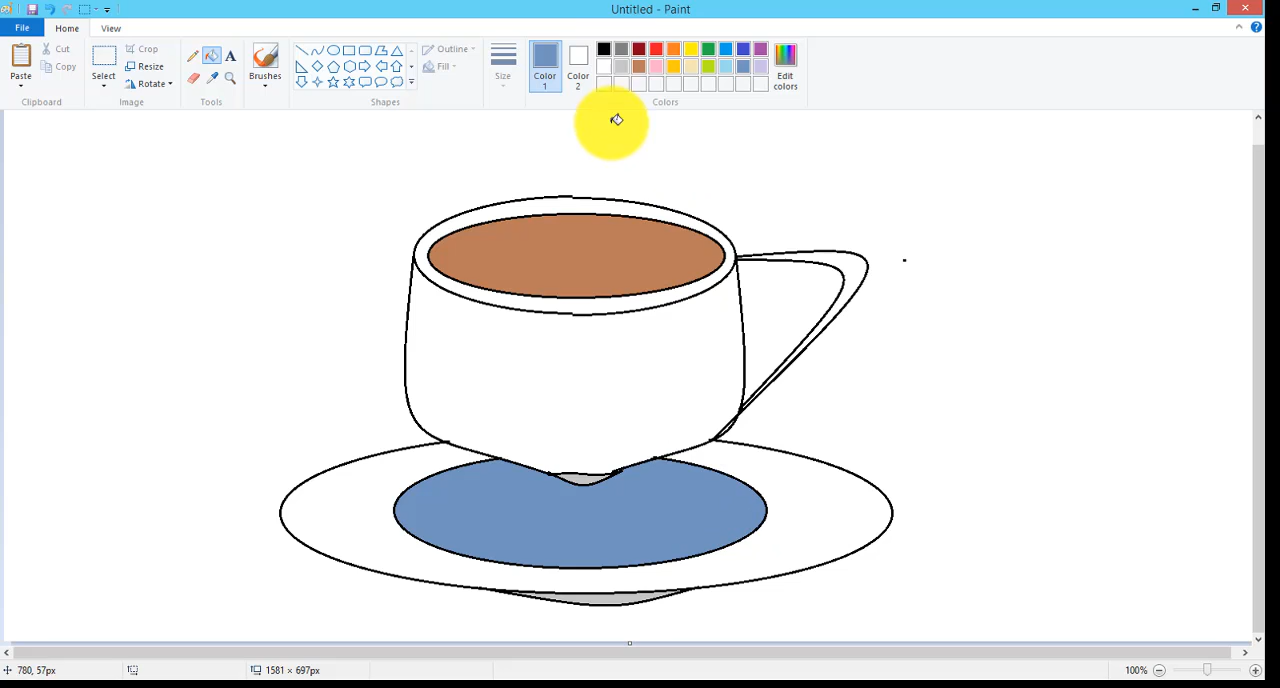 Untitled - Paint
File Home View
Paste
Cut
Copy
Clipboard
Select
Crop
Resize
Rotate
Image
A
Tools
Brushes
Shapes
Outline
Fill
Size
Color 1
Color 2
Edit colors
Colors
780, 57px
1581 × 697px
100%